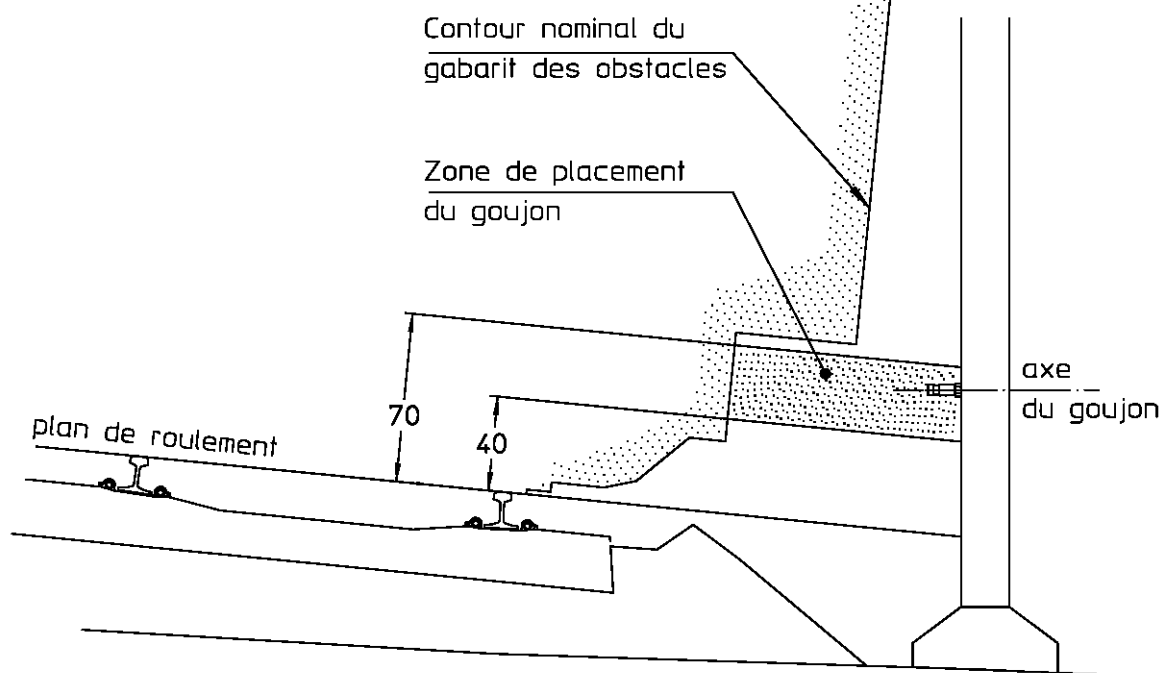 Contour nominal du
gabarit des obstacles
Zone de placement
du goujon
axe
du goujon
70
40
plan de roulement